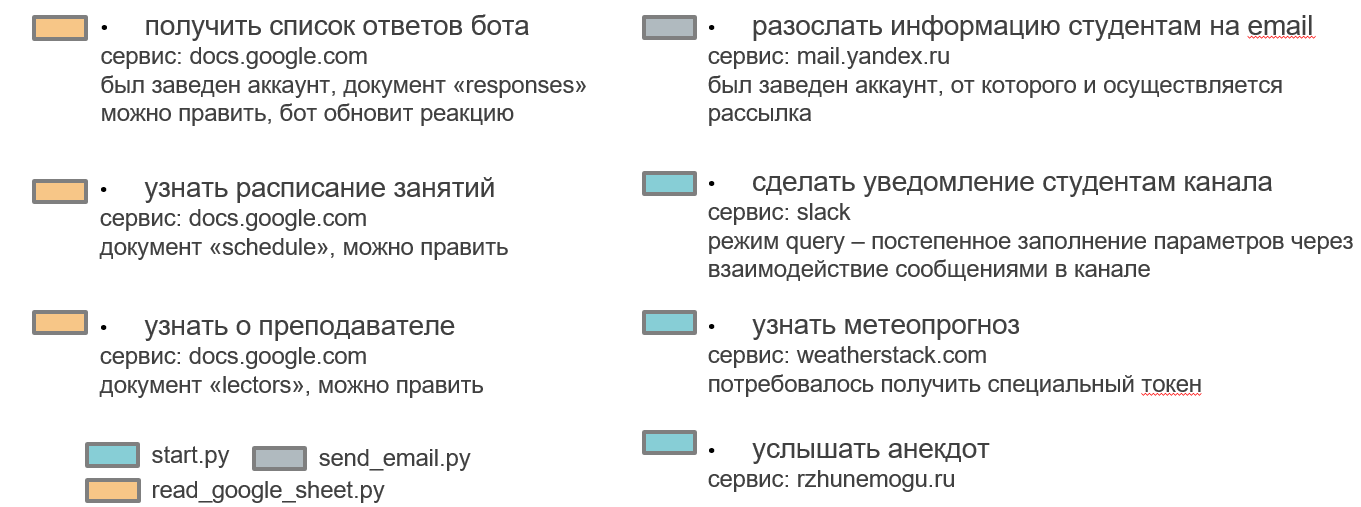 • получить список ответов бота
сервис: docs.google.com
был заведен аккаунт, документ «responses»
можно править, бот обновит реакцию
• узнать расписание занятий
сервис: docs.google.com
документ «schedule», можно править
• узнать о преподавателе
сервис: docs.google.com
документ «lectors», можно править
start.py
send_email.py
read_google_sheet.py
• разослать информацию студентам на email
сервис: mail.yandex.ru
был заведен аккаунт, от которого и осуществляется
рассылка
• сделать уведомление студентам канала
сервис: slack
режим query – постепенное заполнение параметров через
взаимодействие сообщениями в канале
• узнать метеопрогноз
сервис: weatherstack.com
потребовалось получить специальный токен
• услышать анекдот
сервис: rzhunemogu.ru